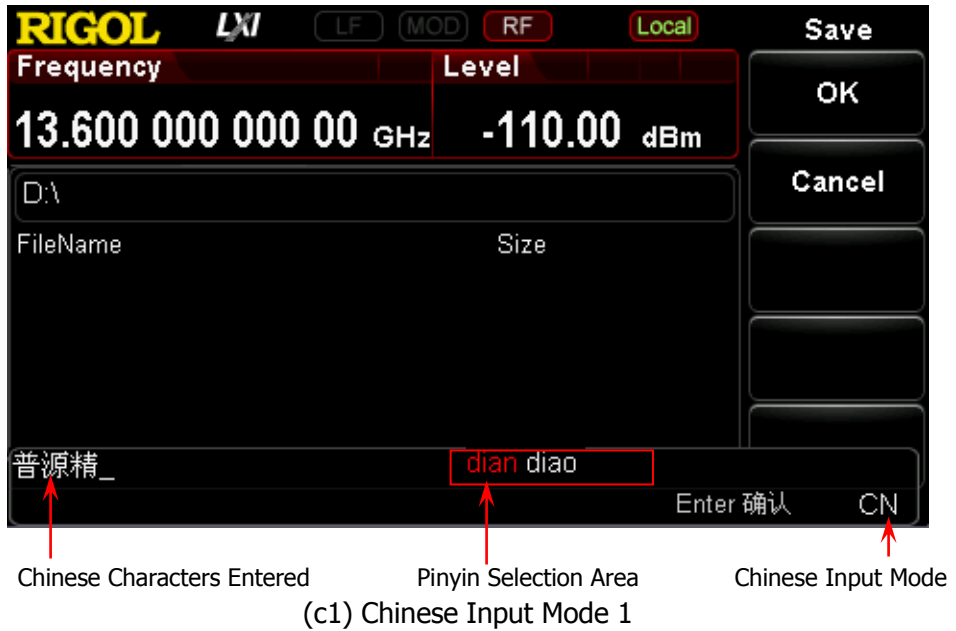 RIGOL LXI LF MOD RF Local Save
Frequency Level
OK
13.600 000 000 00 GHz -110.00 dBm
Cancel
D:\
FileName Size
普源精_ dian diao
Enter 确认 CN
Chinese Characters Entered Pinyin Selection Area Chinese Input Mode
(c1) Chinese Input Mode 1